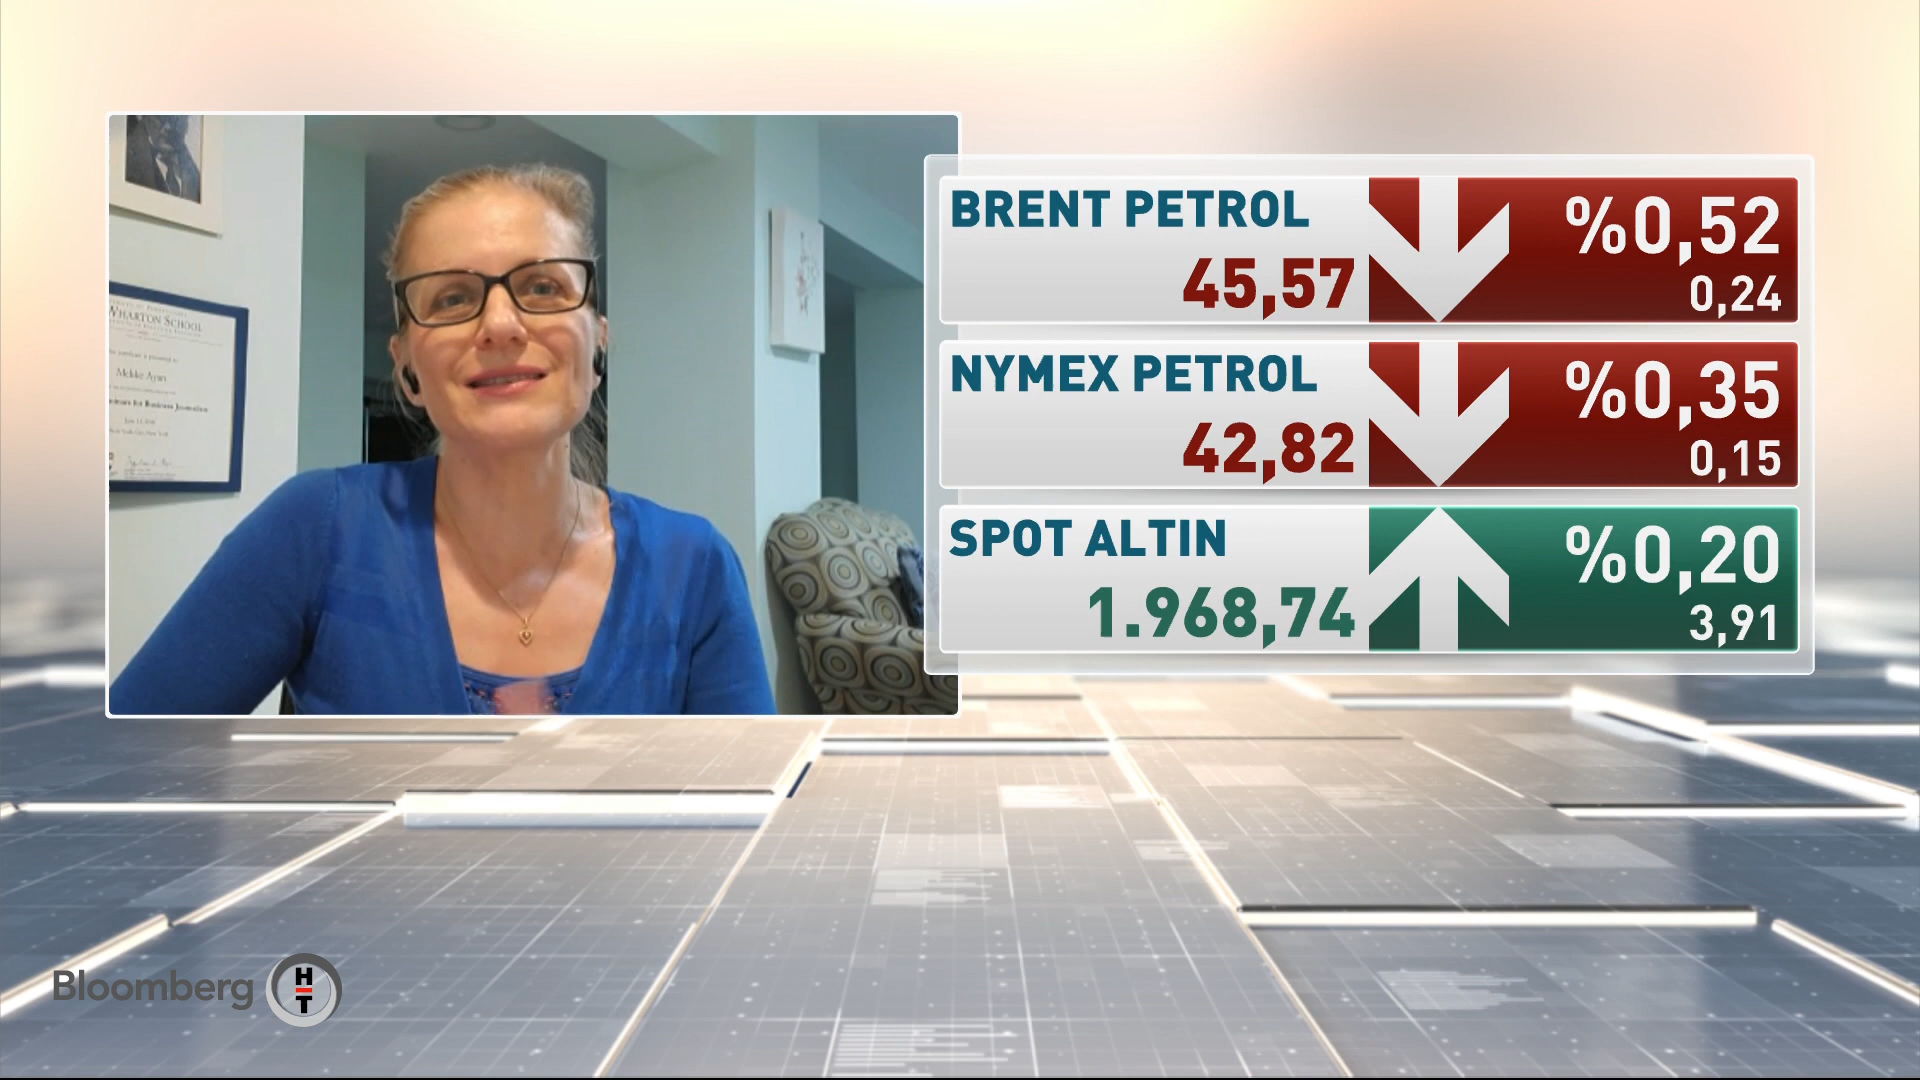 WHARTON SCHOOL
BRENT PETROL
45,57
%0,52
0,24
NYMEX PETROL
42,82
%0,35
0,15
SPOT ALTIN
1.968,74
%0,20
3,91
Bloomberg
H
T